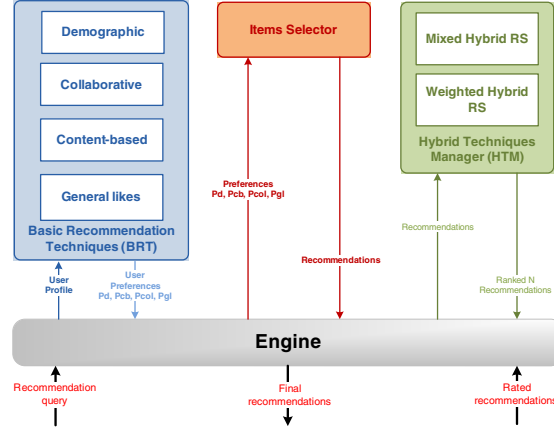 Demographic
Collaborative
Content-based
General likes
Basic Recommendation
Techniques (BRT)
Items Selector
Mixed Hybrid RS
Weighted Hybrid
RS
Hybrid Techniques
Manager (HTM)
User
Profile
User
Preferences
Pd, Pcb, Pcol, Pgl
Preferences
Pd, Pcb, Pcol, Pgl
Recommendations
Recommendations
Ranked N
Recommendations
Engine
Recommendation
query
Final
recommendations
Rated
recommendations